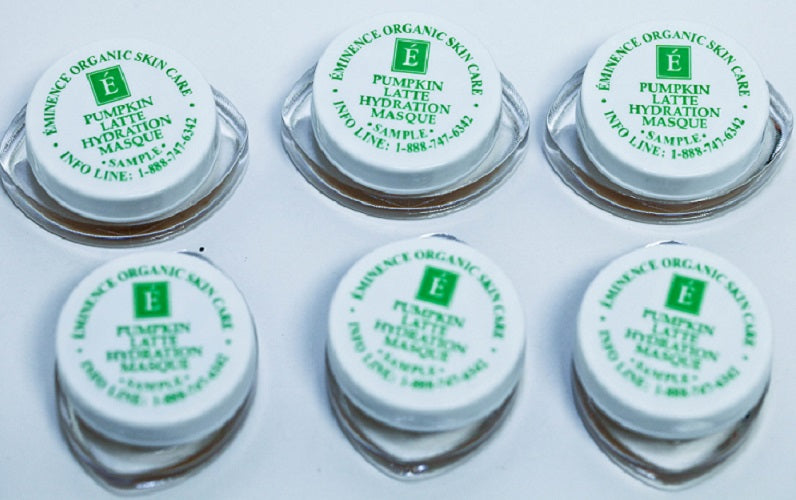 ÉMINENCE ORGANIC SKIN CARE
É
PUMPKIN
LATTE
HYDRATION
MASQUE
• SAMPLE •
INFO LINE: 1-888-747-6342
ÉMINENCE ORGANIC SKIN CARE
É
PUMPKIN
LATTE
HYDRATION
MASQUE
• SAMPLE •
INFO LINE: 1-888-747-6342
ÉMINENCE ORGANIC SKIN CARE
É
PUMPKIN
LATTE
HYDRATION
MASQUE
• SAMPLE •
INFO LINE: 1-888-747-6342
ÉMINENCE ORGANIC SKIN CARE
É
PUMPKIN
LATTE
HYDRATION
MASQUE
• SAMPLE •
INFO LINE: 1-888-747-6342
ÉMINENCE ORGANIC SKIN CARE
É
PUMPKIN
LATTE
HYDRATION
MASQUE
• SAMPLE •
INFO LINE: 1-888-747-6342
ÉMINENCE ORGANIC SKIN CARE
É
PUMPKIN
LATTE
HYDRATION
MASQUE
• SAMPLE •
INFO LINE: 1-888-747-6342